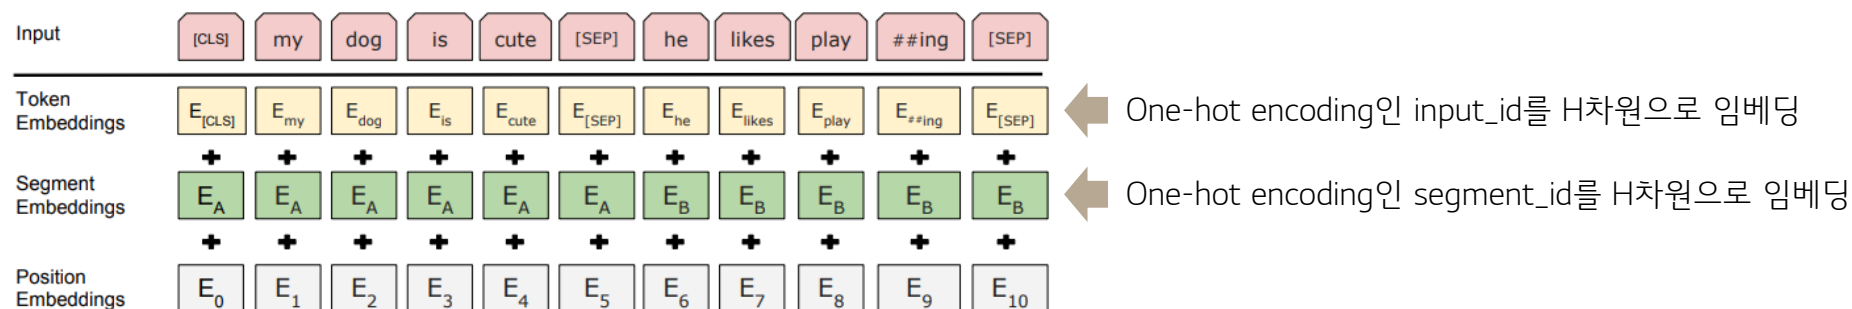 Input [CLS] my dog is cute [SEP] he likes play ##ing [SEP]
Token
Embeddings
E[CLS] Emy Edog Eis Ecute E[SEP] Ehe Elikes Eplay E##ing E[SEP]
One-hot encoding인 input_id를 H차원으로 임베딩
+ + + + + + + + + + +
Segment
Embeddings
EA EA EA EA EA EA EB EB EB EB EB
One-hot encoding인 segment_id를 H차원으로 임베딩
+ + + + + + + + + + +
Position
Embeddings
E0 E1 E2 E3 E4 E5 E6 E7 E8 E9 E10